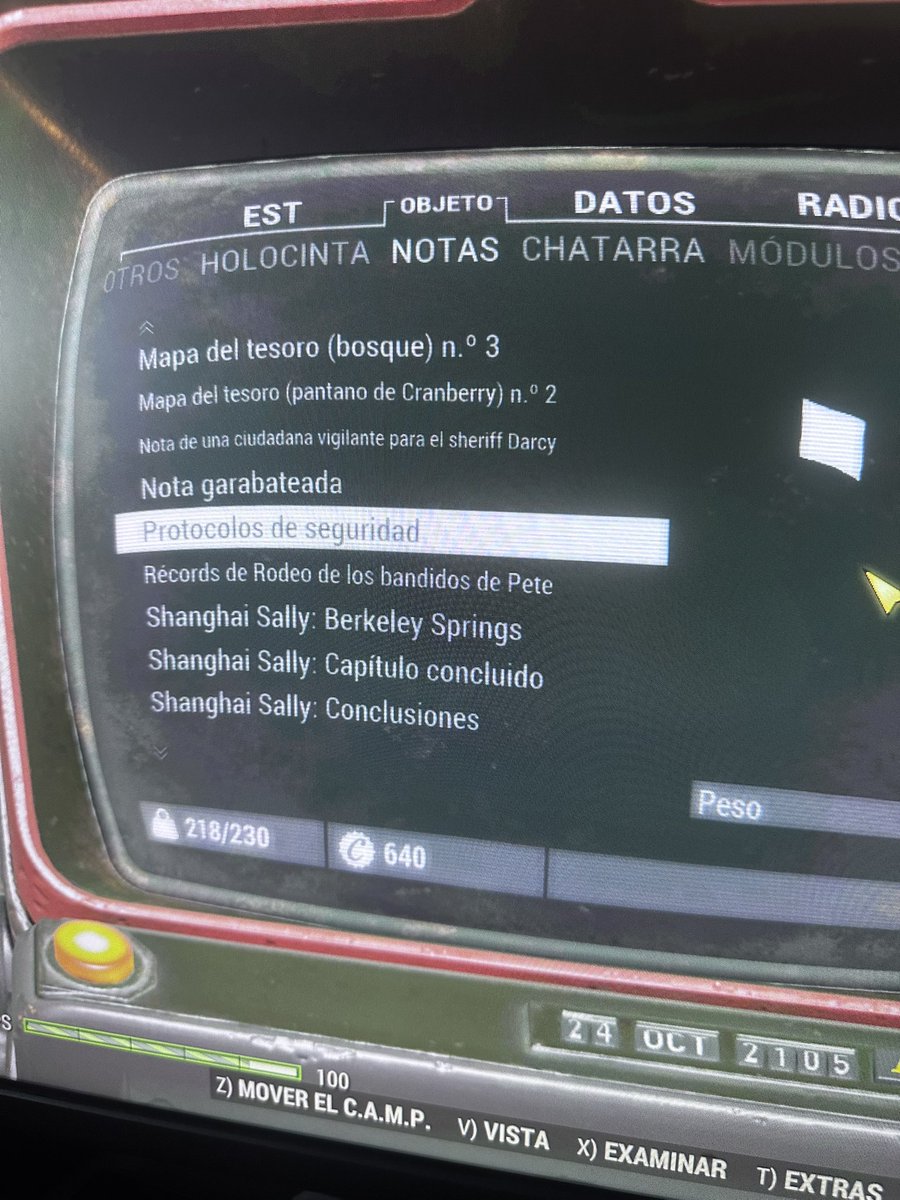 EST OBJETO DATOS RADIO
OTROS HOLOCINTA NOTAS CHATARRA MÓDULOS
Mapa del tesoro (bosque) n.º 3
Mapa del tesoro (pantano de Cranberry) n.º 2
Nota de una ciudadana vigilante para el sheriff Darcy
Nota garabateada
Protocolos de seguridad
Récords de Rodeo de los bandidos de Pete
Shanghai Sally: Berkeley Springs
Shanghai Sally: Capítulo concluido
Shanghai Sally: Conclusiones
Peso
218/230
640
24 OCT 2105
100
Z) MOVER EL C.A.M.P. V) VISTA X) EXAMINAR T) EXTRAS